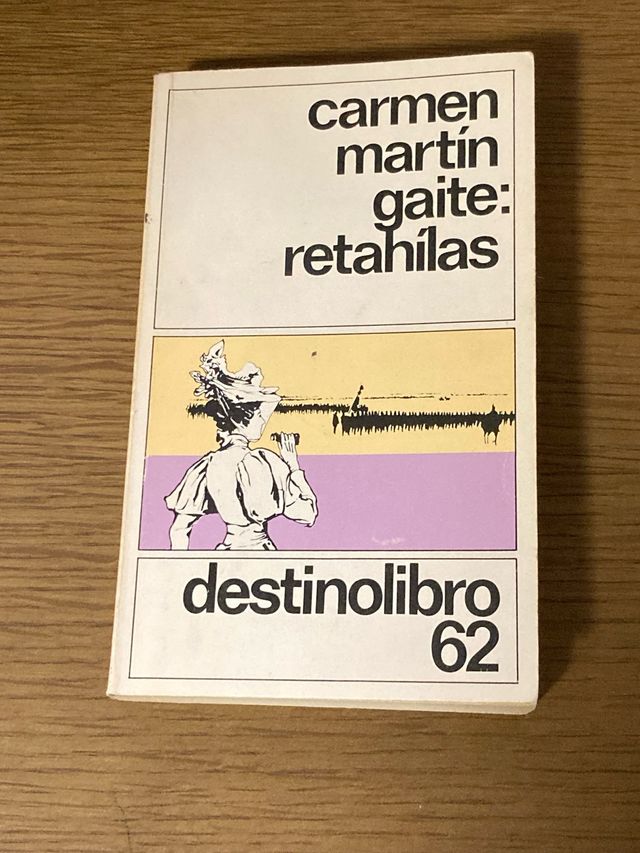 carmen
martín
gaite:
retahílas
destinolibro
62